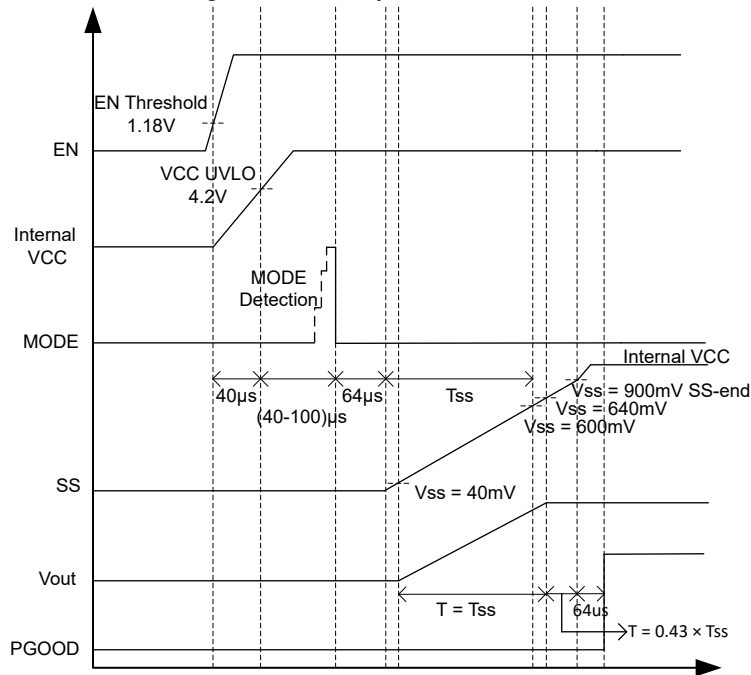 EN Threshold
1.18V
EN
VCC UVLO
4.2V
Internal
VCC
MODE
Detection
MODE
Internal VCC
40µs
(40-100)µs
64µs
Tss
Vss = 900mV SS-end
Vss = 640mV
Vss = 600mV
SS
Vss = 40mV
Vout
T = Tss
64us
T = 0.43 × Tss
PGOOD